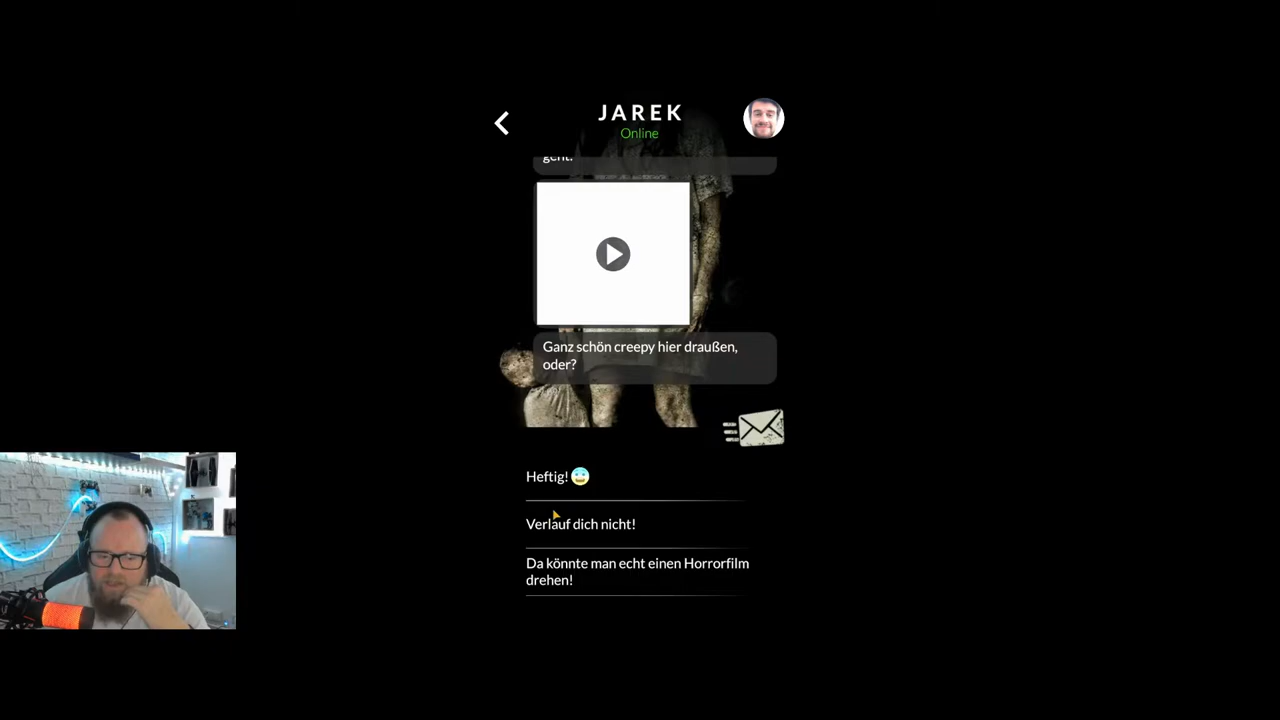 JAREK
Online
geht.
Ganz schön creepy hier draußen,
oder?
Heftig!
Verlauf dich nicht!
Da könnte man echt einen Horrorfilm
drehen!